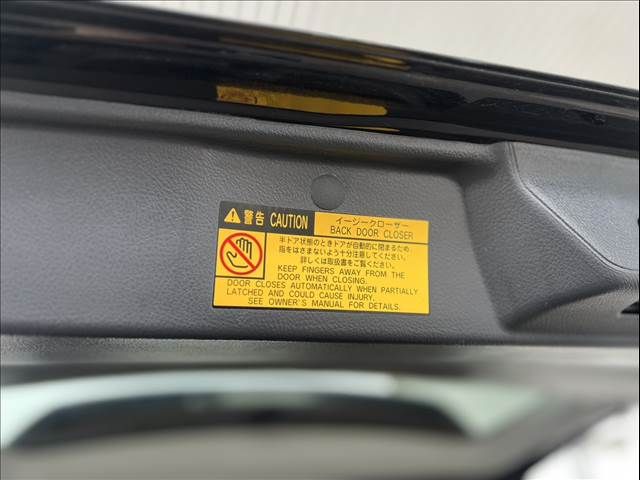 警告 CAUTION
イージークローザー
BACK DOOR CLOSER
半ドア状態のときドアが自動的に閉まるため、
指をはさまないよう十分注意してください。
詳しくは取扱書をご覧ください。
KEEP FINGERS AWAY FROM THE
DOOR WHEN CLOSING.
DOOR CLOSES AUTOMATICALLY WHEN PARTIALLY
LATCHED AND COULD CAUSE INJURY.
SEE OWNER'S MANUAL FOR DETAILS.